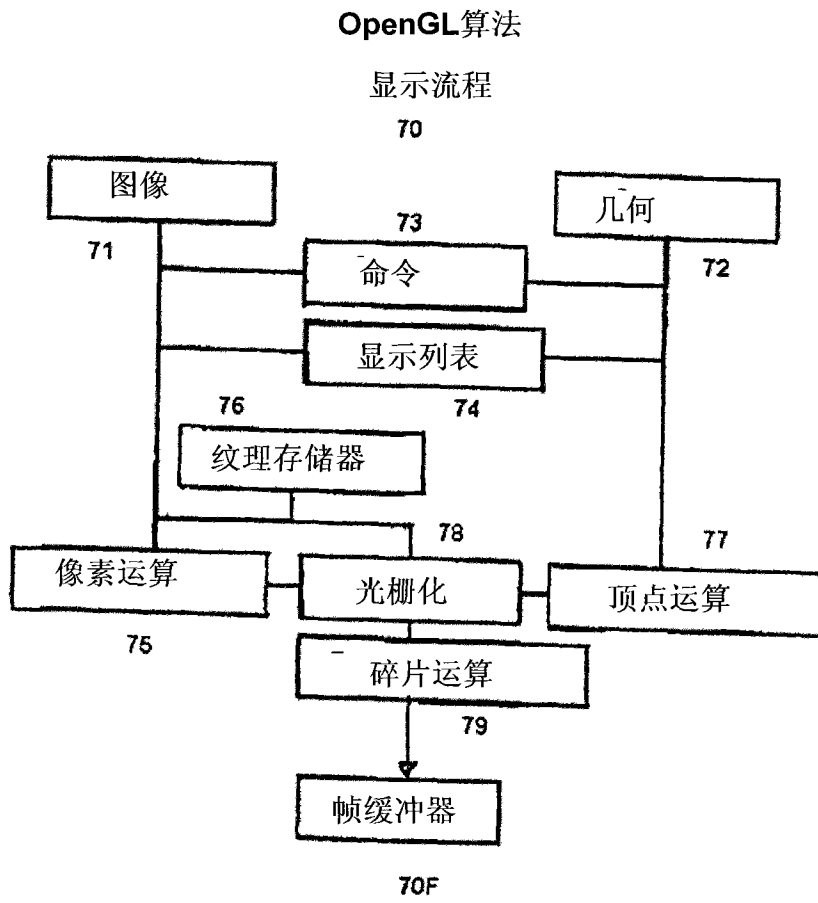 OpenGL算法
显示流程
70
图像
几何
71
73
72
命令
显示列表
76
74
纹理存储器
78
77
像素运算
光栅化
顶点运算
75
碎片运算
79
帧缓冲器
70F